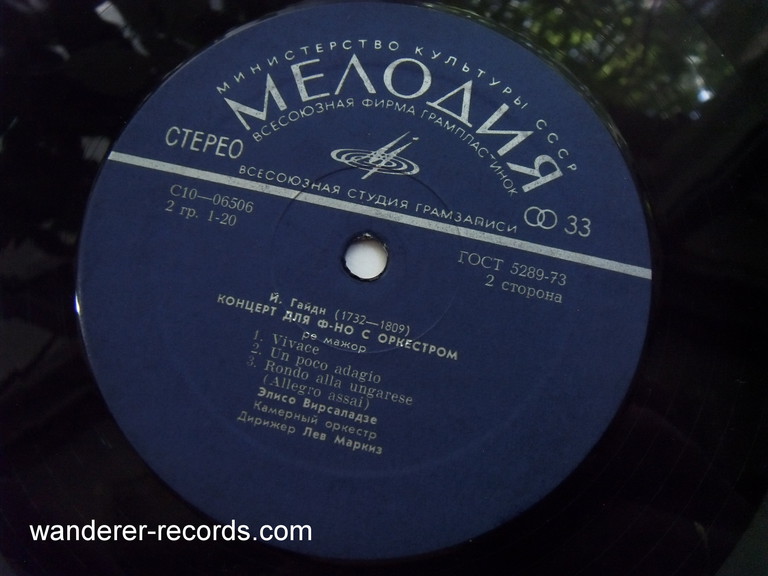 МИНИСТЕРСТВО КУЛЬТУРЫ СССР
МЕЛОДИЯ
ВСЕСОЮЗНАЯ ФИРМА ГРАМПЛАСТИНОК
СТЕРЕО
ВСЕСОЮЗНАЯ СТУДИЯ ГРАМЗАПИСИ
33
С10—06506
2 гр. 1-20
ГОСТ 5289-73
2 сторона
Й. Гайдн (1732—1809)
КОНЦЕРТ ДЛЯ Ф-НО С ОРКЕСТРОМ
ре мажор
1. Vivace
2. Un poco adagio
3. Rondo alla ungarese
(Allegro assai)
Элисо Вирсаладзе
Камерный оркестр
Дирижер Лев Маркиз
wanderer-records.com